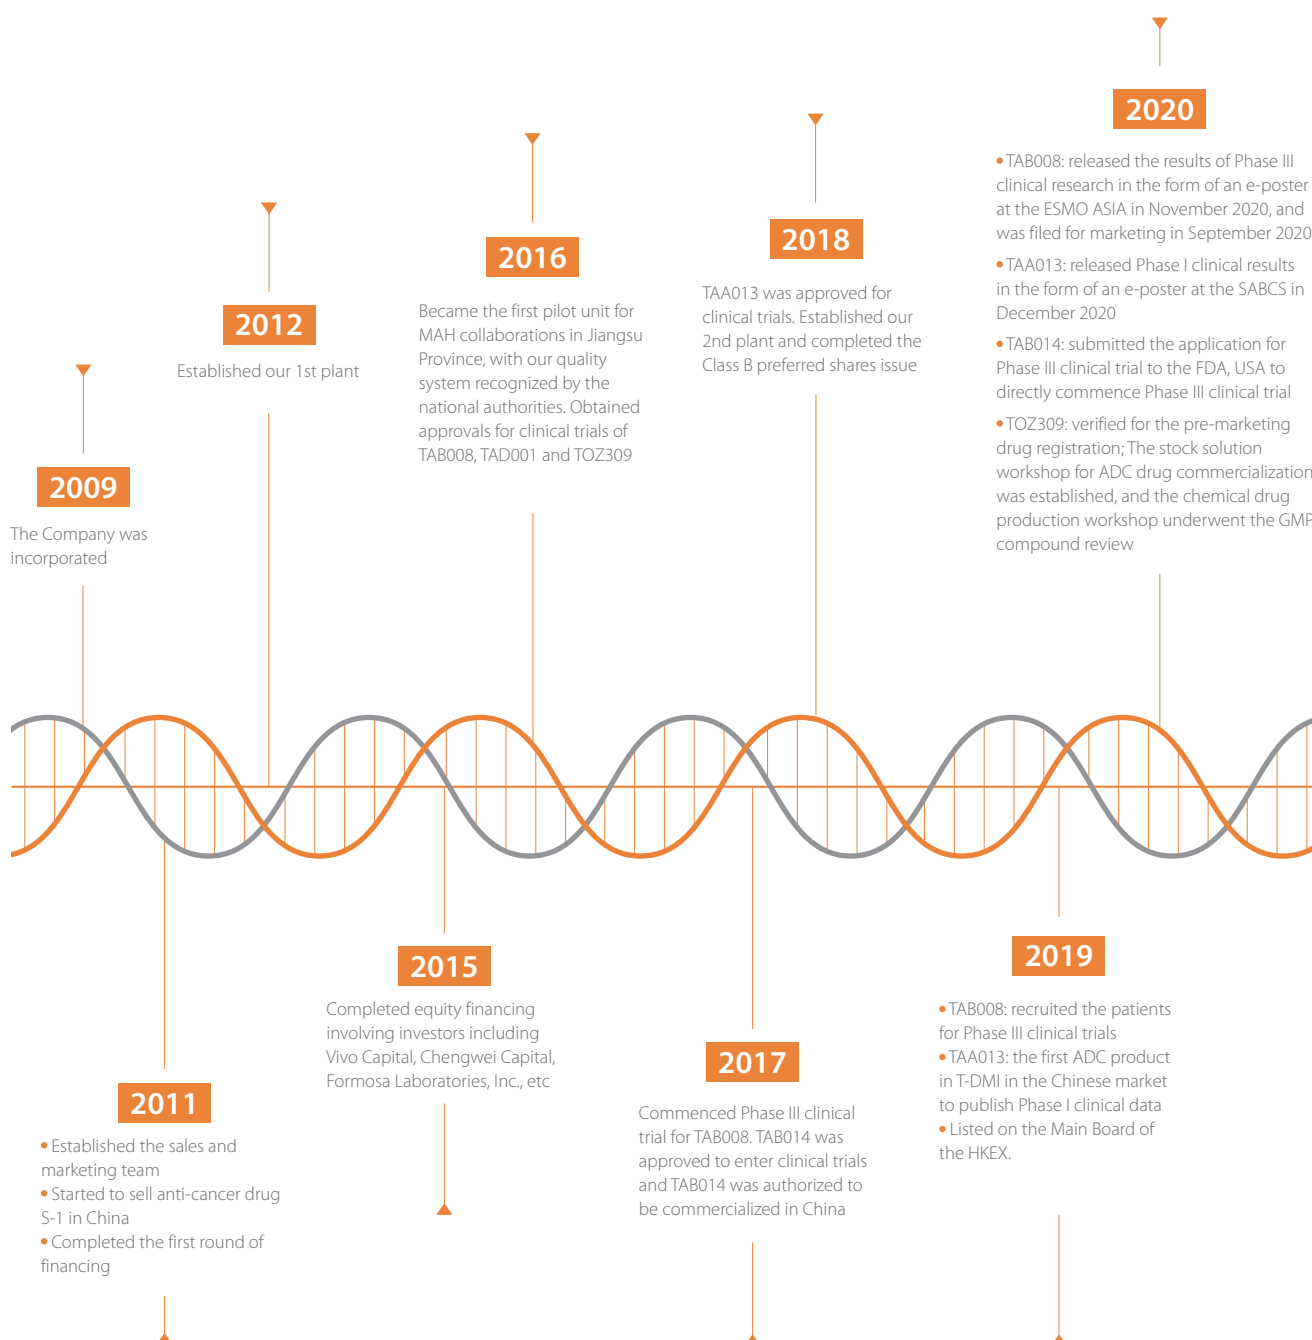 2009
The Company was
incorporated
2012
Established our 1st plant
2016
Became the first pilot unit for
MAH collaborations in Jiangsu
Province, with our quality
system recognized by the
national authorities. Obtained
approvals for clinical trials of
TAB008, TAD001 and TOZ309
2018
TAA013 was approved for
clinical trials. Established our
2nd plant and completed the
Class B preferred shares issue
2020
• TAB008: released the results of Phase III
clinical research in the form of an e-poster
at the ESMO ASIA in November 2020, and
was filed for marketing in September 2020
• TAA013: released Phase I clinical results
in the form of an e-poster at the SABCS in
December 2020
• TAB014: submitted the application for
Phase III clinical trial to the FDA, USA to
directly commence Phase III clinical trial
• TOZ309: verified for the pre-marketing
drug registration; The stock solution
workshop for ADC drug commercialization
was established, and the chemical drug
production workshop underwent the GMP
compound review
2011
• Established the sales and
marketing team
• Started to sell anti-cancer drug
S-1 in China
• Completed the first round of
financing
2015
Completed equity financing
involving investors including
Vivo Capital, Chengwei Capital,
Formosa Laboratories, Inc., etc
2017
Commenced Phase III clinical
trial for TAB008. TAB014 was
approved to enter clinical trials
and TAB014 was authorized to
be commercialized in China
2019
• TAB008: recruited the patients
for Phase III clinical trials
• TAA013: the first ADC product
in T-DMI in the Chinese market
to publish Phase I clinical data
• Listed on the Main Board of
the HKEX.